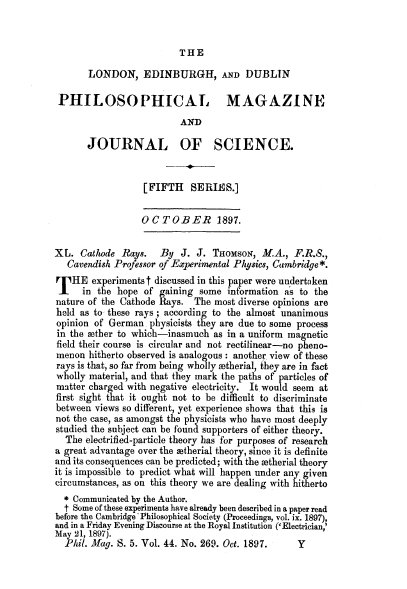 THE
LONDON, EDINBURGH, AND DUBLIN
PHILOSOPHICAL MAGAZINE
AND
JOURNAL OF SCIENCE.
[FIFTH SERIES.]
OCTOBER 1897.
XL. Cathode Rays. By J. J. THOMSON, M.A., F.R.S.,
Cavendish Professor of Experimental Physics, Cambridge*.
THE experiments† discussed in this paper were undertaken
in the hope of gaining some information as to the
nature of the Cathode Rays. The most diverse opinions are
held as to these rays; according to the almost unanimous
opinion of German physicists they are due to some process
in the æther to which—inasmuch as in a uniform magnetic
field their course is circular and not rectilinear—no pheno-
menon hitherto observed is analogous: another view of these
rays is that, so far from being wholly ætherial, they are in fact
wholly material, and that they mark the paths of particles of
matter charged with negative electricity. It would seem at
first sight that it ought not to be difficult to discriminate
between views so different, yet experience shows that this is
not the case, as amongst the physicists who have most deeply
studied the subject can be found supporters of either theory.
The electrified-particle theory has for purposes of research
a great advantage over the ætherial theory, since it is definite
and its consequences can be predicted; with the ætherial theory
it is impossible to predict what will happen under any given
circumstances, as on this theory we are dealing with hitherto
* Communicated by the Author.
† Some of these experiments have already been described in a paper read
before the Cambridge Philosophical Society (Proceedings, vol. ix. 1897),
and in a Friday Evening Discourse at the Royal Institution ('Electrician,'
May 21, 1897).
Phil. Mag. S. 5. Vol. 44. No. 269. Oct. 1897. Y